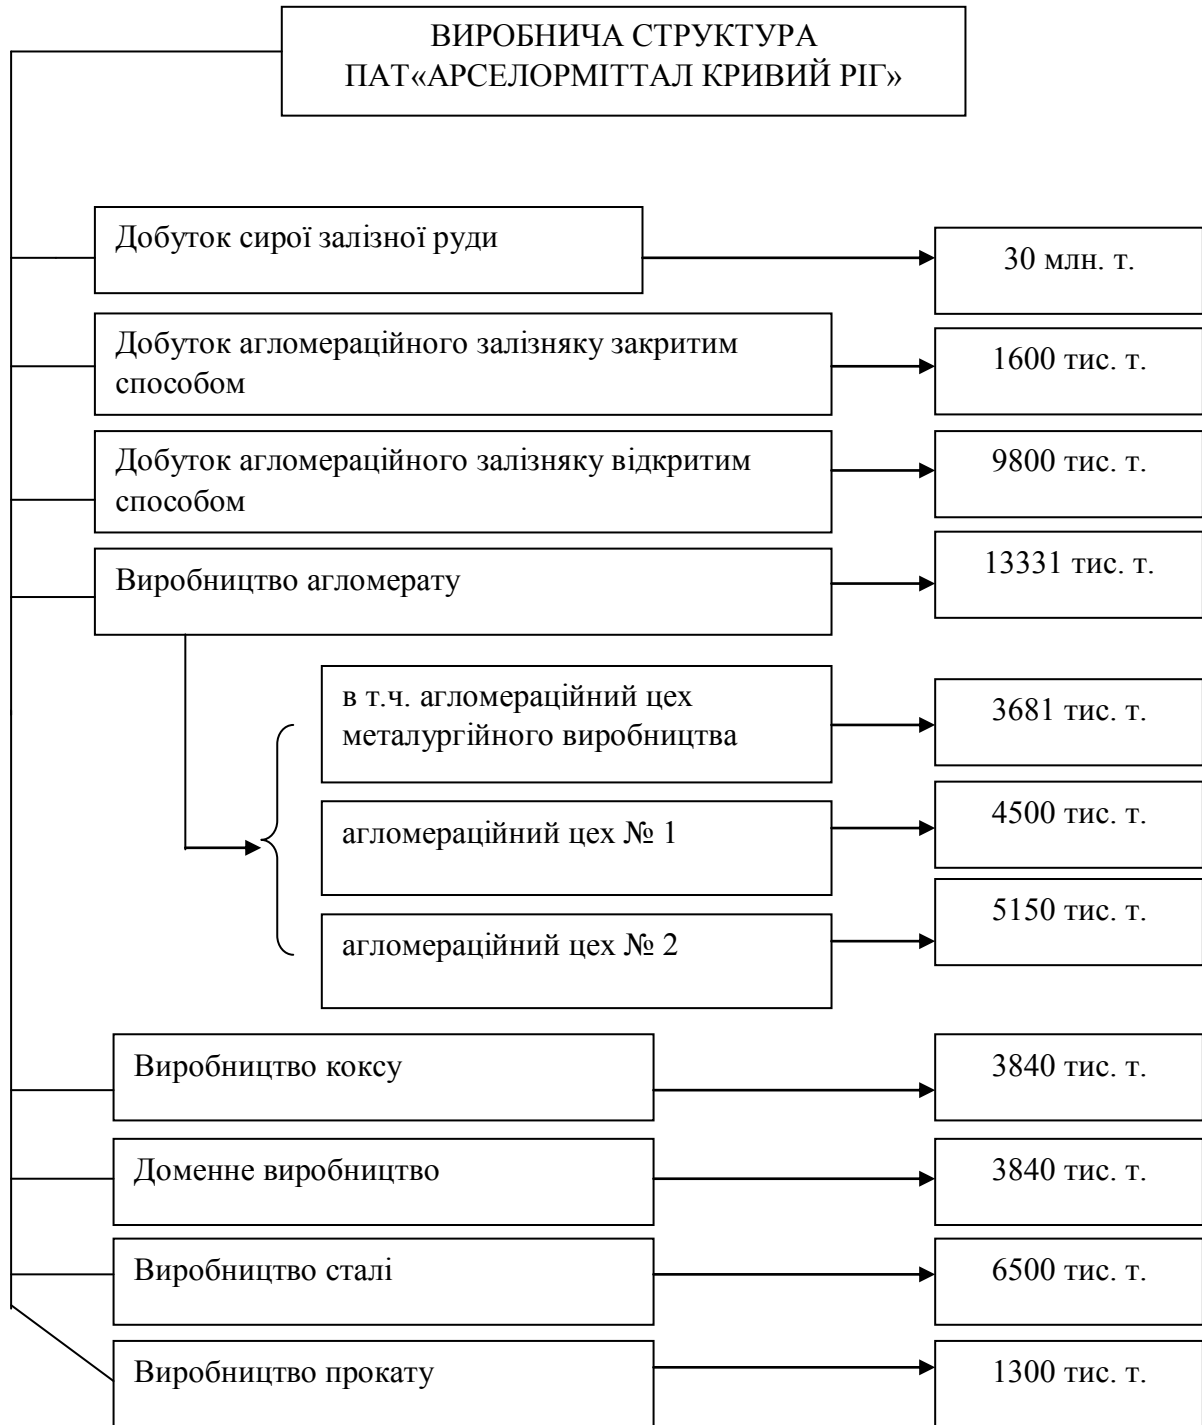 ВИРОБНИЧА СТРУКТУРА
ПАТ«АРСЕЛОРМІТТАЛ КРИВИЙ РІГ»
Добуток сирої залізної руди
30 млн. т.
Добуток агломераційного залізняку закритим
способом
1600 тис. т.
Добуток агломераційного залізняку відкритим
способом
9800 тис. т.
Виробництво агломерату
13331 тис. т.
в т.ч. агломераційний цех
металургійного виробництва
3681 тис. т.
агломераційний цех № 1
4500 тис. т.
агломераційний цех № 2
5150 тис. т.
Виробництво коксу
3840 тис. т.
Доменне виробництво
3840 тис. т.
Виробництво сталі
6500 тис. т.
Виробництво прокату
1300 тис. т.